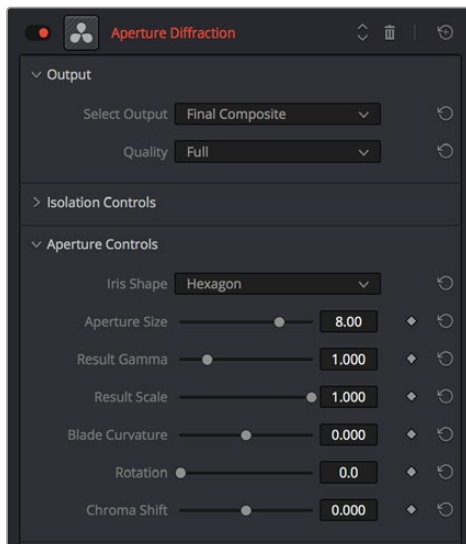 Aperture Diffraction
Output
Select Output Final Composite
Quality Full
Isolation Controls
Aperture Controls
Iris Shape Hexagon
Aperture Size 8.00
Result Gamma 1.000
Result Scale 1.000
Blade Curvature 0.000
Rotation 0.0
Chroma Shift 0.000